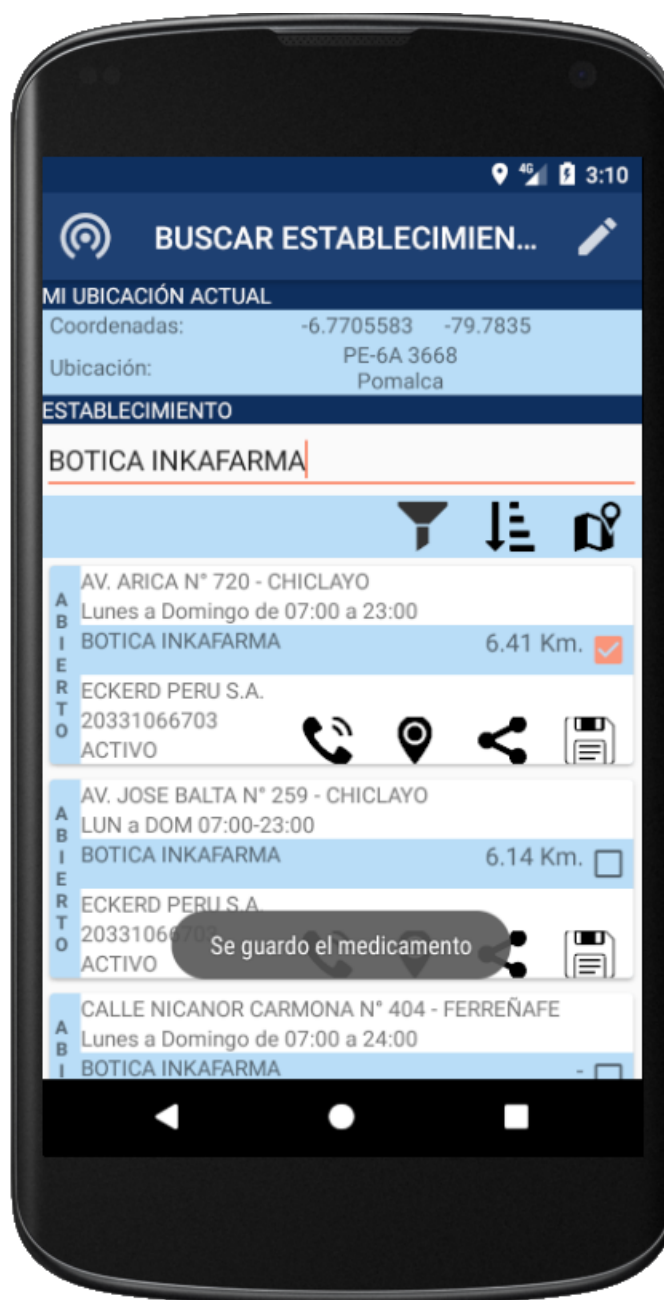 4G 3:10
BUSCAR ESTABLECIMIEN...
MI UBICACIÓN ACTUAL
Coordenadas: -6.7705583 -79.7835
Ubicación: PE-6A 3668
Pomalca
ESTABLECIMIENTO
BOTICA INKAFARMA
ABIERTO
AV. ARICA N° 720 - CHICLAYO
Lunes a Domingo de 07:00 a 23:00
BOTICA INKAFARMA 6.41 Km.
ECKERD PERU S.A.
20331066703
ACTIVO
ABIERTO
AV. JOSE BALTA N° 259 - CHICLAYO
LUN a DOM 07:00-23:00
BOTICA INKAFARMA 6.14 Km.
ECKERD PERU S.A.
20331066703
Se guardo el medicamento
ACTIVO
ABI
CALLE NICANOR CARMONA N° 404 - FERREÑAFE
Lunes a Domingo de 07:00 a 24:00
BOTICA INKAFARMA -